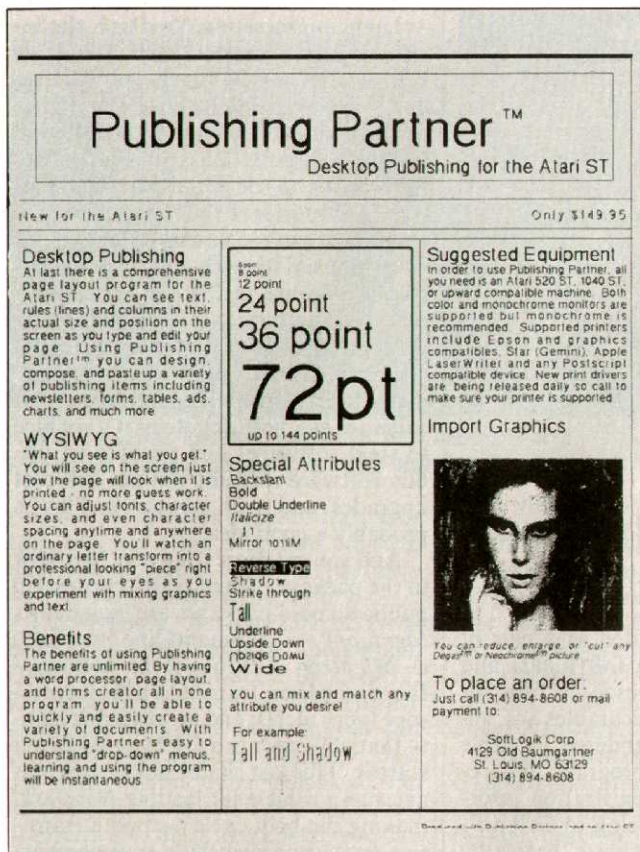 Publishing Partner™
Desktop Publishing for the Atari ST
New for the Atari ST
Only $149.95
Desktop Publishing
At last there is a comprehensive
page layout program for the
Atari ST. You can see text,
rules (lines) and columns in their
actual size and position on the
screen as you type and edit your
page. Using Publishing
Partner™ you can design,
compose, and pasteup a variety
of publishing items including
newsletters, forms, tables, ads,
charts, and much more.
WYSIWYG
"What you see is what you get."
You will see on the screen just
how the page will look when it is
printed - no more guess work.
You can adjust fonts, character
sizes, and even character
spacing anytime and anywhere
on the page. You'll watch an
ordinary letter transform into a
professional looking "piece" right
before your eyes as you
experiment with mixing graphics
and text.
Benefits
The benefits of using Publishing
Partner are unlimited. By having
a word processor, page layout,
and forms creator all in one
program, you'll be able to
quickly and easily create a
variety of documents. With
Publishing Partner's easy to
understand "drop-down" menus,
learning and using the program
will be instantaneous.
8 point
12 point
24 point
36 point
72pt
up to 144 points
Special Attributes
Backslant
Bold
Double Underline
Italicize
Mirror
Reverse Type
Shadow
Strike through
Tall
Underline
Upside Down
Wide
You can mix and match any
attribute you desire!
For example:
Tall and Shadow
Suggested Equipment
In order to use Publishing Partner, all
you need is an Atari 520 ST, 1040 ST,
or upward compatible machine. Both
color and monochrome monitors are
supported but monochrome is
recommended. Supported printers
include Epson and graphics
compatibles, Star (Gemini), Apple
LaserWriter and any Postscript
compatible device. New print drivers
are being released daily so call to
make sure your printer is supported.
Import Graphics
You can reduce, enlarge, or "cut" any
Degas™ or Neochrome™ picture.
To place an order:
Just call (314) 894-8608 or mail
payment to:
SoftLogik Corp
4129 Old Baumgartner
St. Louis, MO 63129
(314) 894-8608
Produced with Publishing Partner and an Atari ST